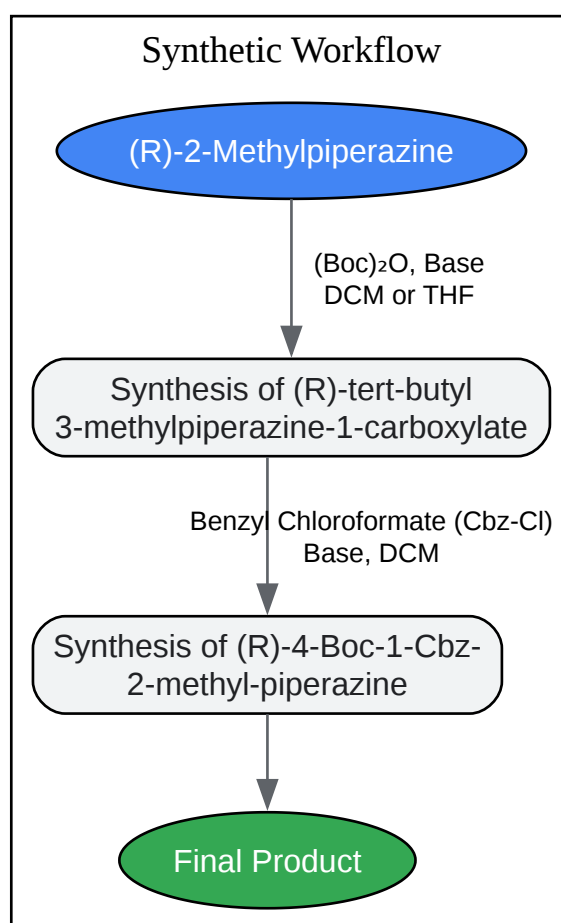 Synthetic Workflow
(R)-2-Methylpiperazine
(Boc)₂O, Base
DCM or THF
Synthesis of (R)-tert-butyl
3-methylpiperazine-1-carboxylate
Benzyl Chloroformate (Cbz-Cl)
Base, DCM
Synthesis of (R)-4-Boc-1-Cbz-
2-methyl-piperazine
Final Product